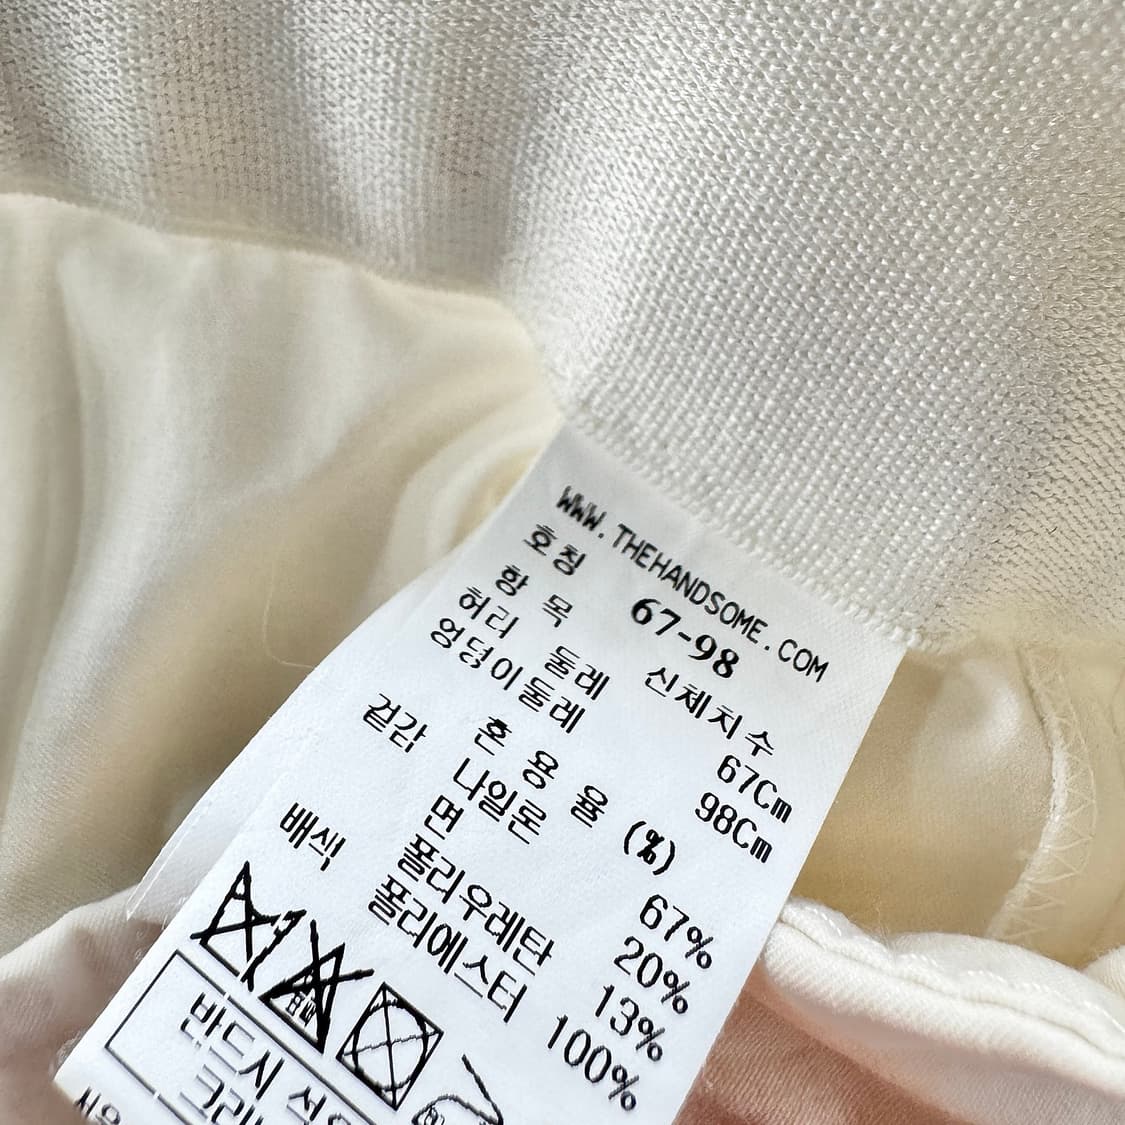 WWW.THEHANDSOME.COM
호칭 67-98
항 목 신체치수
허리 둘레 67Cm
엉덩이둘레 98Cm
혼 용 율 (%)
겉감 나일론 67%
면 20%
폴리우레탄 13%
배색 폴리에스터 100%
반드시